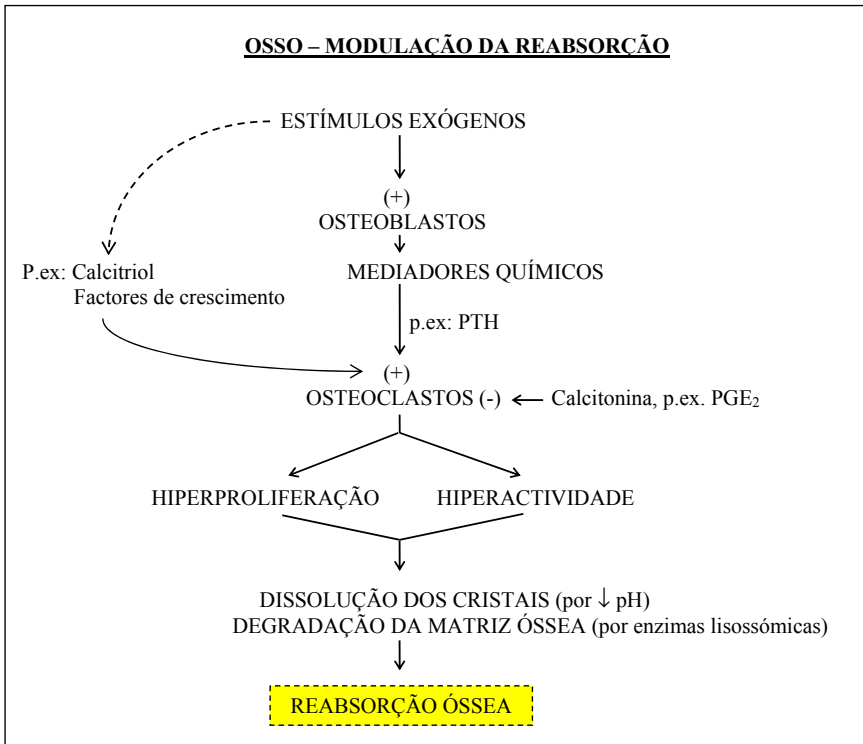 OSSO – MODULAÇÃO DA REABSORÇÃO
ESTÍMULOS EXÓGENOS
(+)
OSTEOBLASTOS
P.ex: Calcitriol
Factores de crescimento
MEDIADORES QUÍMICOS
p.ex: PTH
(+)
OSTEOCLASTOS (-) ← Calcitonina, p.ex. PGE₂
HIPERPROLIFERAÇÃO HIPERACTIVIDADE
DISSOLUÇÃO DOS CRISTAIS (por ↓ pH)
DEGRADAÇÃO DA MATRIZ ÓSSEA (por enzimas lisossómicas)
REABSORÇÃO ÓSSEA